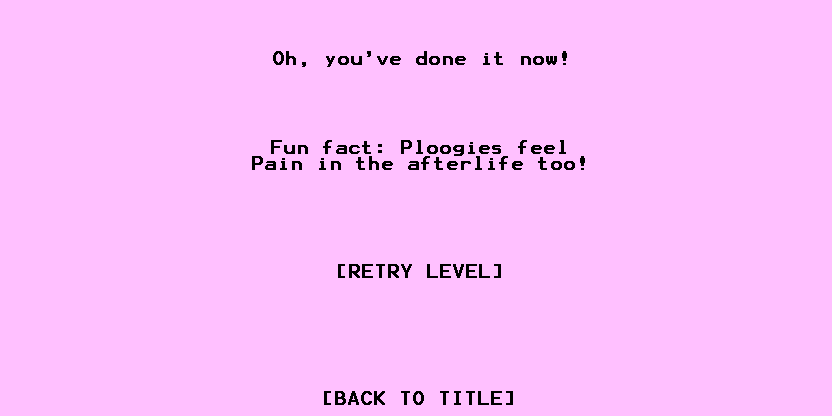 Oh, you've done it now!
Fun fact: Ploogies feel
Pain in the afterlife too!
[RETRY LEVEL]
[BACK TO TITLE]